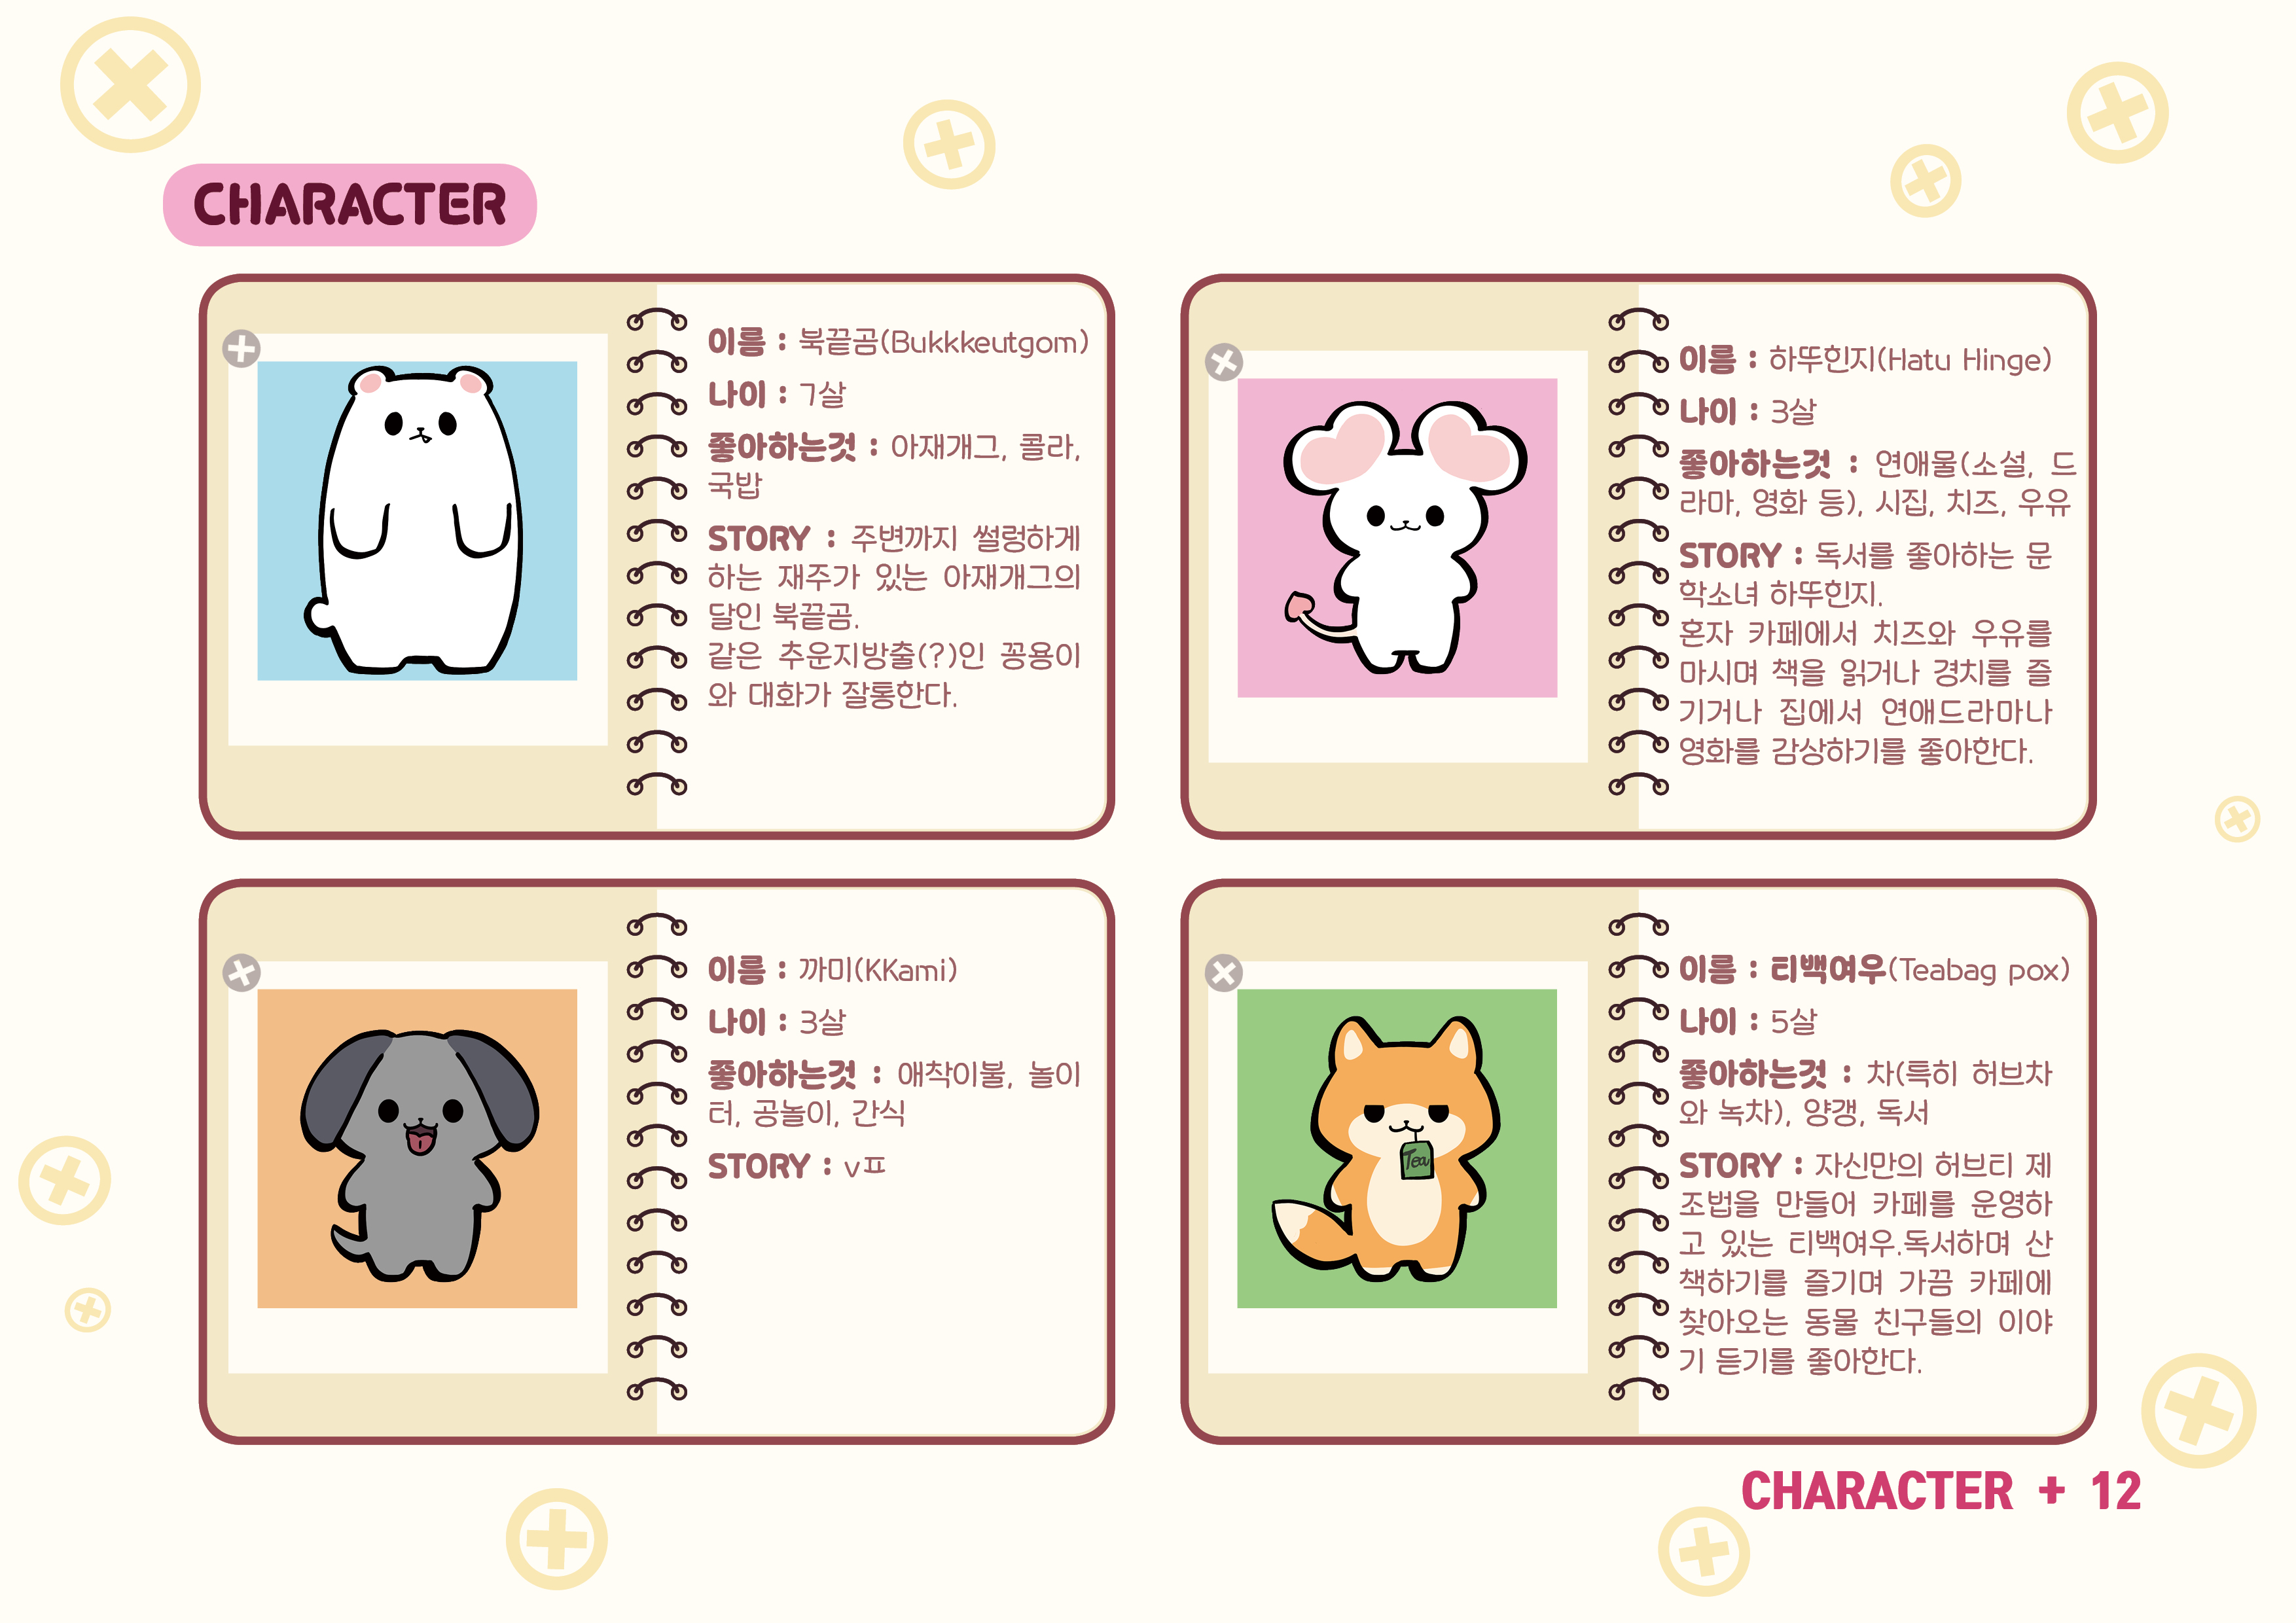 CHARACTER
이름 : 북끝곰(Bukkkeutgom)
나이 : 7살
좋아하는것 : 아재개그, 콜라,
국밥
STORY : 주변까지 썰렁하게
하는 재주가 있는 아재개그의
달인 북끝곰.
같은 추운지방출(?)인 꽁용이
와 대화가 잘통한다.
이름 : 하뚜힌지(Hatu Hinge)
나이 : 3살
좋아하는것 : 연애물(소설, 드
라마, 영화 등), 시집, 치즈, 우유
STORY : 독서를 좋아하는 문
학소녀 하뚜힌지.
혼자 카페에서 치즈와 우유를
마시며 책을 읽거나 경치를 즐
기거나 집에서 연애드라마나
영화를 감상하기를 좋아한다.
이름 : 까미(KKami)
나이 : 3살
좋아하는것 : 애착이불, 놀이
터, 공놀이, 간식
STORY : vㅍ
이름 : 티백여우(Teabag pox)
나이 : 5살
좋아하는것 : 차(특히 허브차
와 녹차), 양갱, 독서
STORY : 자신만의 허브티 제
조법을 만들어 카페를 운영하
고 있는 티백여우.독서하며 산
책하기를 즐기며 가끔 카페에
찾아오는 동물 친구들의 이야
기 듣기를 좋아한다.
Tea
CHARACTER + 12